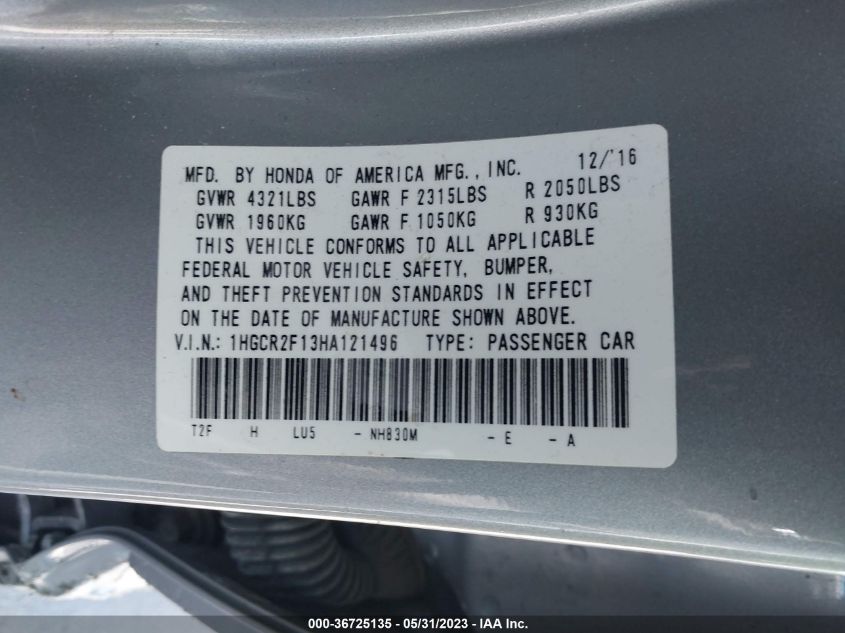 MFD. BY HONDA OF AMERICA MFG., INC. 12/'16
GVWR 4321LBS GAWR F 2315LBS R 2050LBS
GVWR 1960KG GAWR F 1050KG R 930KG
THIS VEHICLE CONFORMS TO ALL APPLICABLE
FEDERAL MOTOR VEHICLE SAFETY, BUMPER,
AND THEFT PREVENTION STANDARDS IN EFFECT
ON THE DATE OF MANUFACTURE SHOWN ABOVE.
V.I.N.: 1HGCR2F13HA121496 TYPE: PASSENGER CAR
T2F H LU5 - NH830M - E - A
000-36725135 - 05/31/2023 - IAA Inc.